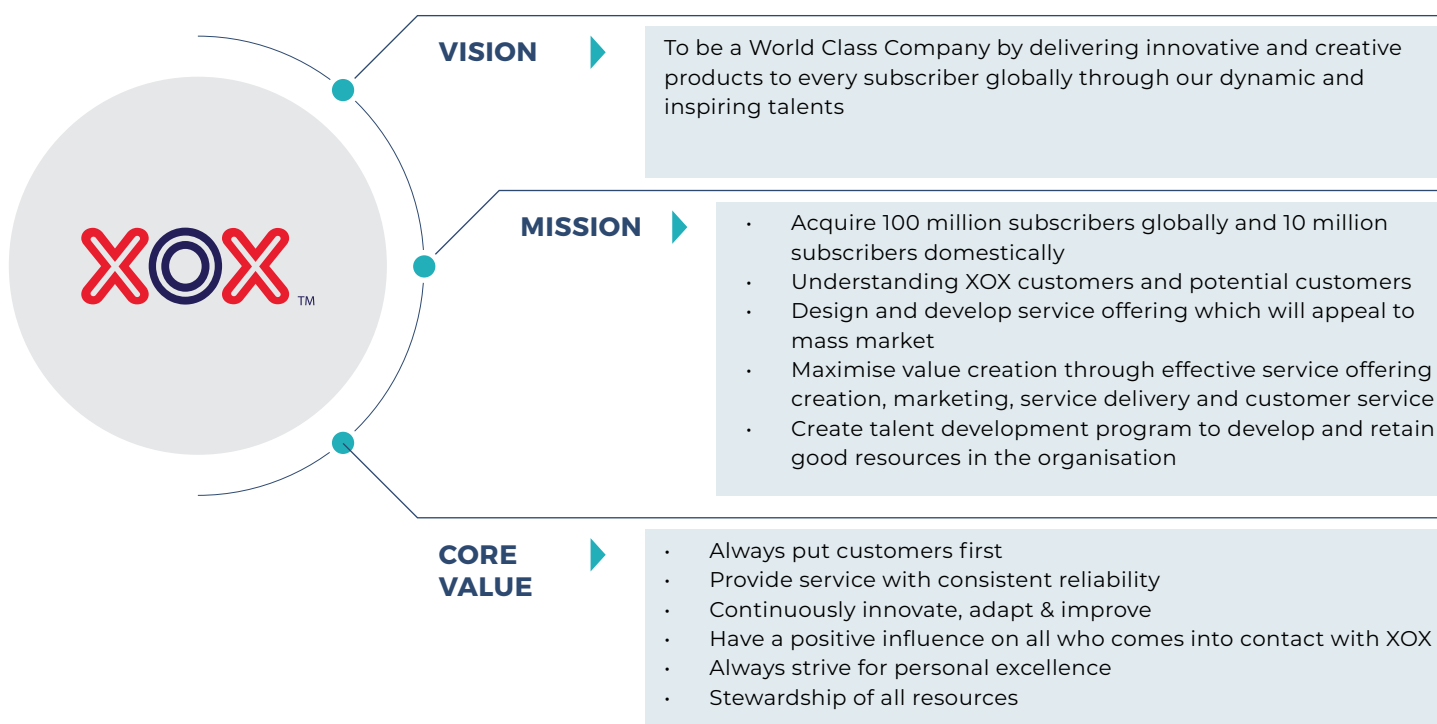 XOX TM
VISION
To be a World Class Company by delivering innovative and creative
products to every subscriber globally through our dynamic and
inspiring talents
MISSION
• Acquire 100 million subscribers globally and 10 million
subscribers domestically
• Understanding XOX customers and potential customers
• Design and develop service offering which will appeal to
mass market
• Maximise value creation through effective service offering
creation, marketing, service delivery and customer service
• Create talent development program to develop and retain
good resources in the organisation
CORE
VALUE
• Always put customers first
• Provide service with consistent reliability
• Continuously innovate, adapt & improve
• Have a positive influence on all who comes into contact with XOX
• Always strive for personal excellence
• Stewardship of all resources